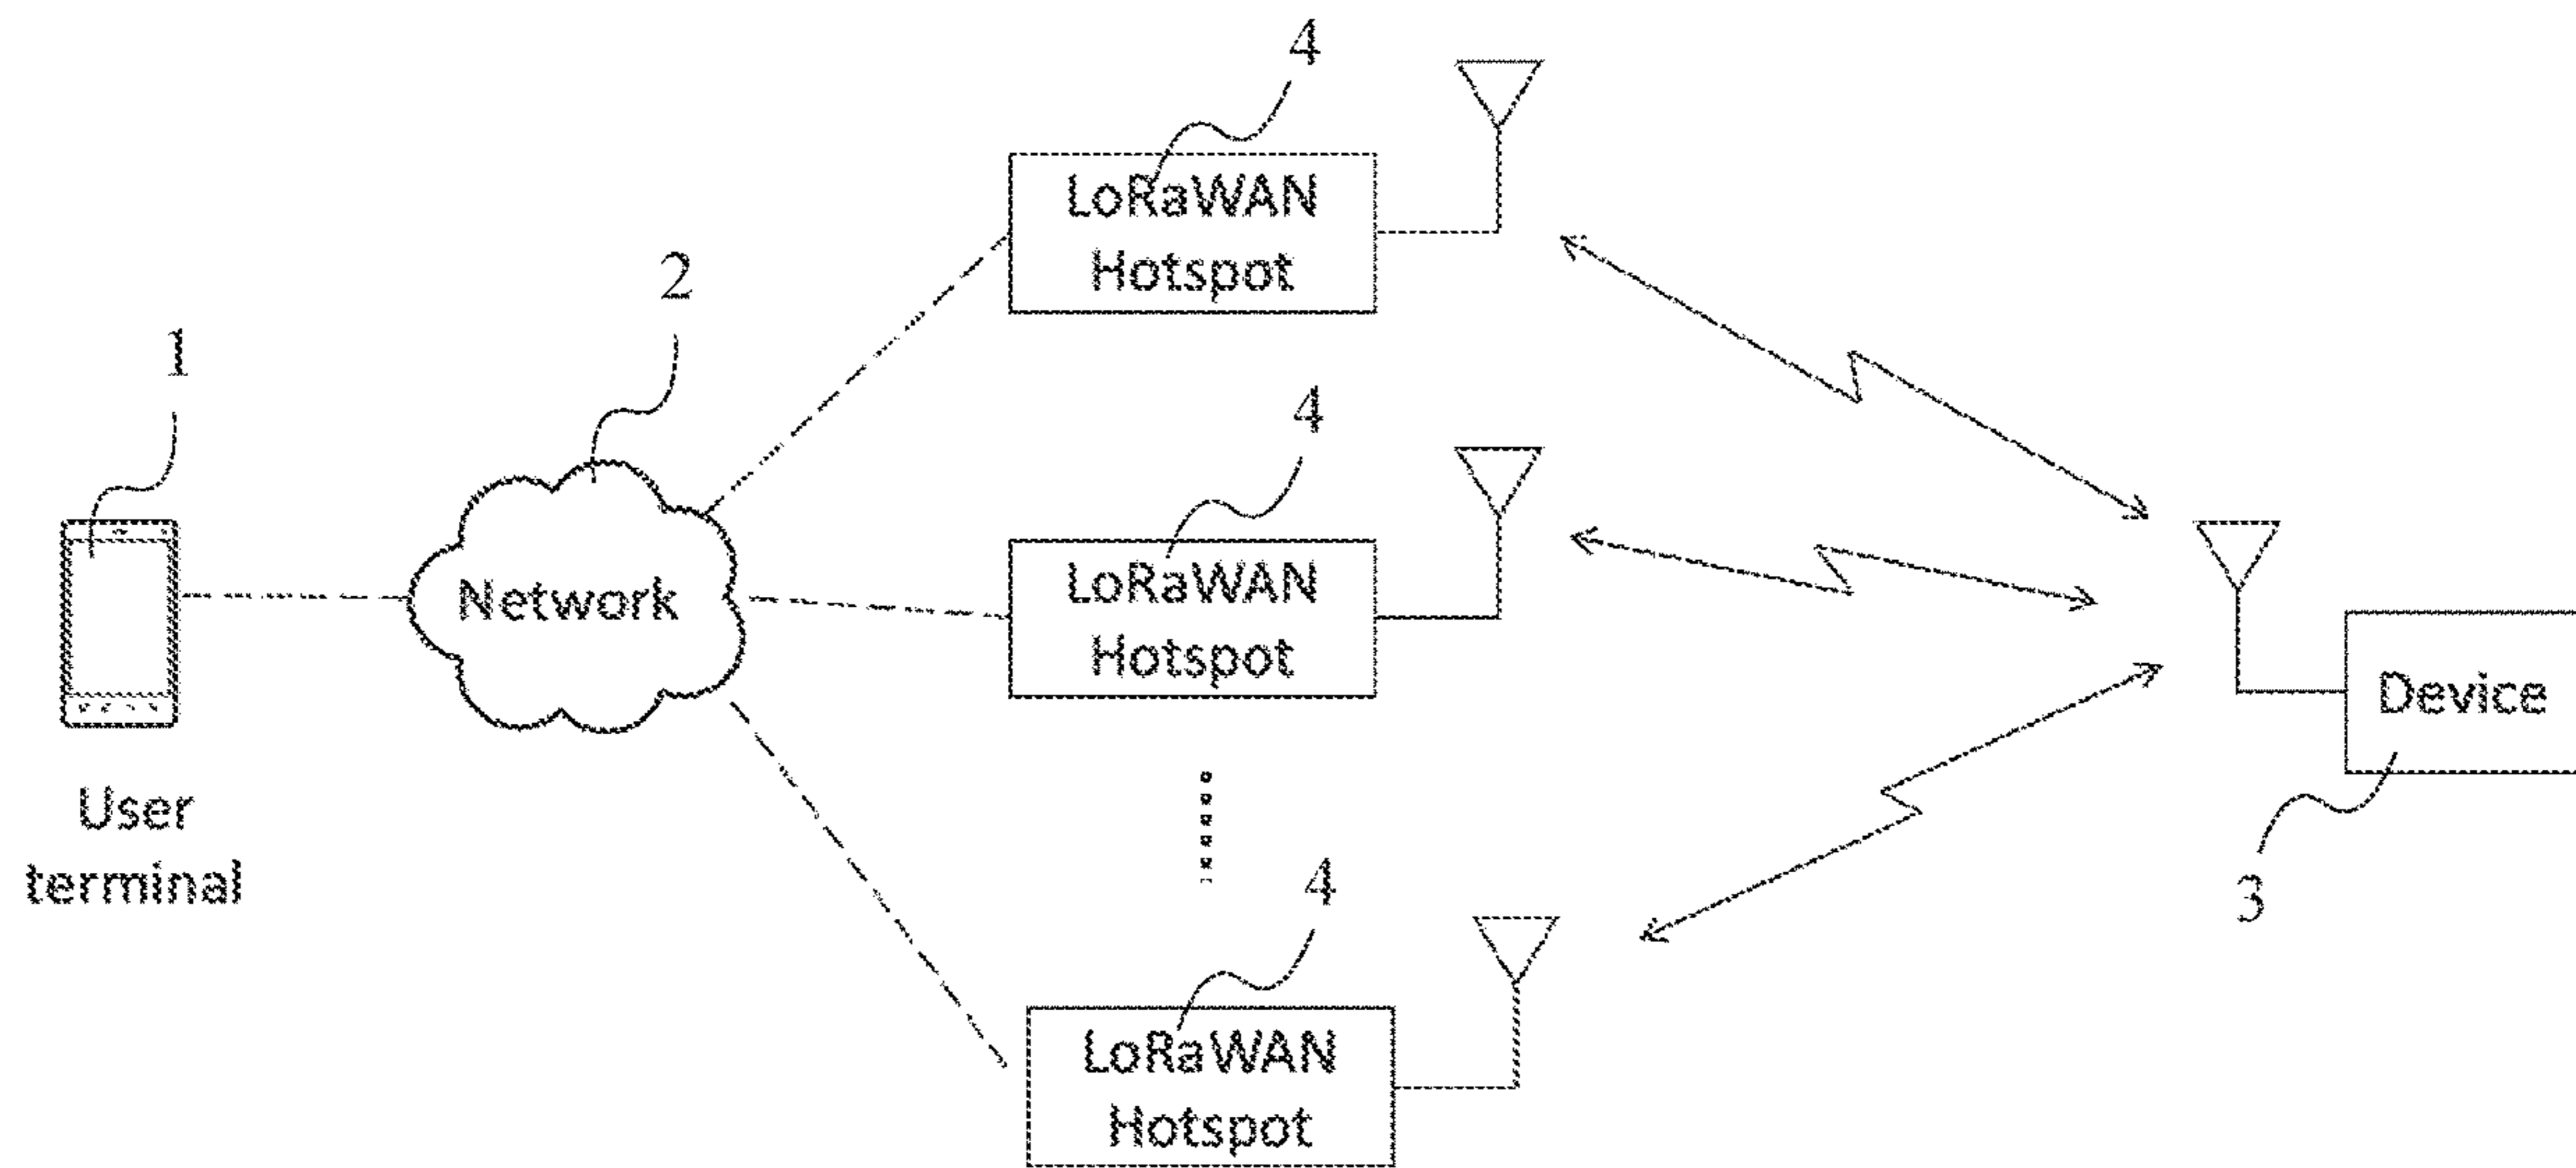 4
LoRaWAN
Hotspot
2
1
4
Network
LoRaWAN
Hotspot
Device
User
terminal
3
4
LoRaWAN
Hotspot